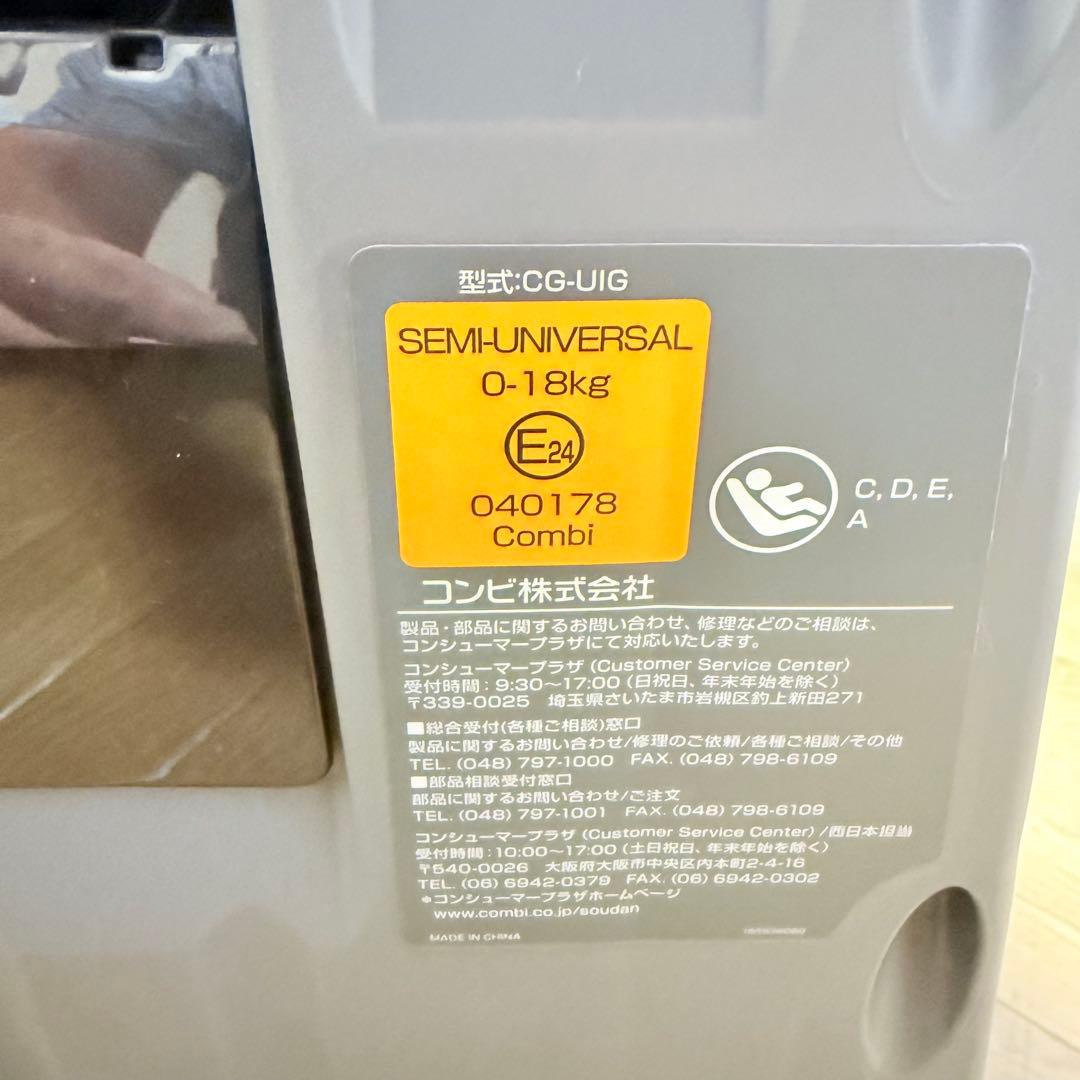 型式:CG-UIG
SEMI-UNIVERSAL
0-18kg
E24
040178
Combi
C, D, E,
A
コンビ株式会社
製品・部品に関するお問い合わせ、修理などのご相談は、
コンシューマープラザにて対応いたします。
コンシューマープラザ (Customer Service Center)
受付時間:9:30〜17:00 (日祝日、年末年始を除く)
〒339-0025 埼玉県さいたま市岩槻区釣上新田271
■総合受付(各種ご相談)窓口
製品に関するお問い合わせ/修理のご依頼/各種ご相談/その他
TEL. (048) 797-1000 FAX. (048) 798-6109
■部品相談受付窓口
部品に関するお問い合わせ/ご注文
TEL. (048) 797-1001 FAX. (048) 798-6109
コンシューマープラザ (Customer Service Center) /西日本担当
受付時間:10:00〜17:00 (土日祝日、年末年始を除く)
〒540-0026 大阪府大阪市中央区内本町2-4-16
TEL. (06) 6942-0379 FAX. (06) 6942-0302
*コンシューマープラザホームページ
www.combi.co.jp/soudan
MADE IN CHINA